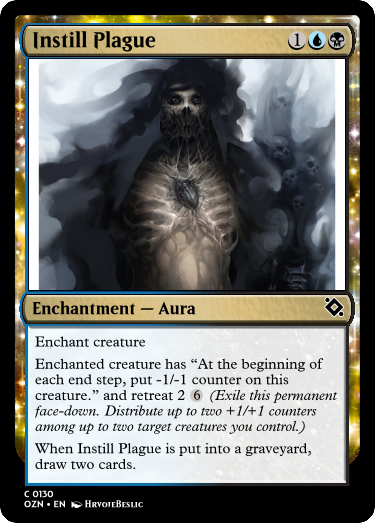 Instill Plague 1
Enchantment — Aura
Enchant creature
Enchanted creature has “At the beginning of
each end step, put -1/-1 counter on this
creature.” and retreat 2 6 (Exile this permanent
face-down. Distribute up to two +1/+1 counters
among up to two target creatures you control.)
When Instill Plague is put into a graveyard,
draw two cards.
C 0130
OZN • EN HrvoteBeslic